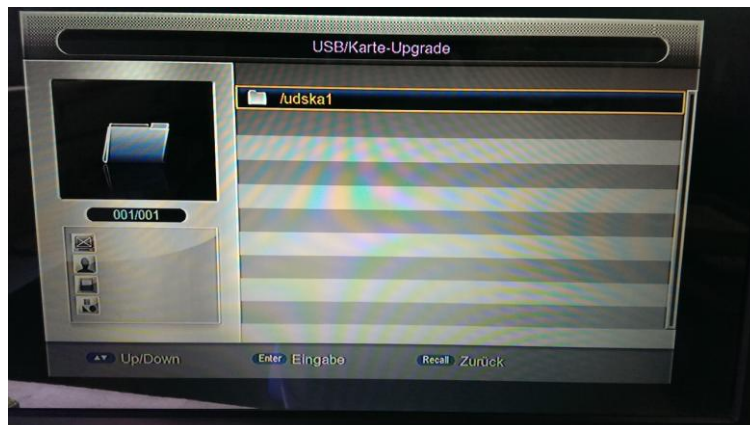 USB/Karte-Upgrade
/udska1
001/001
Up/Down
Enter Eingabe
Recall Zurück